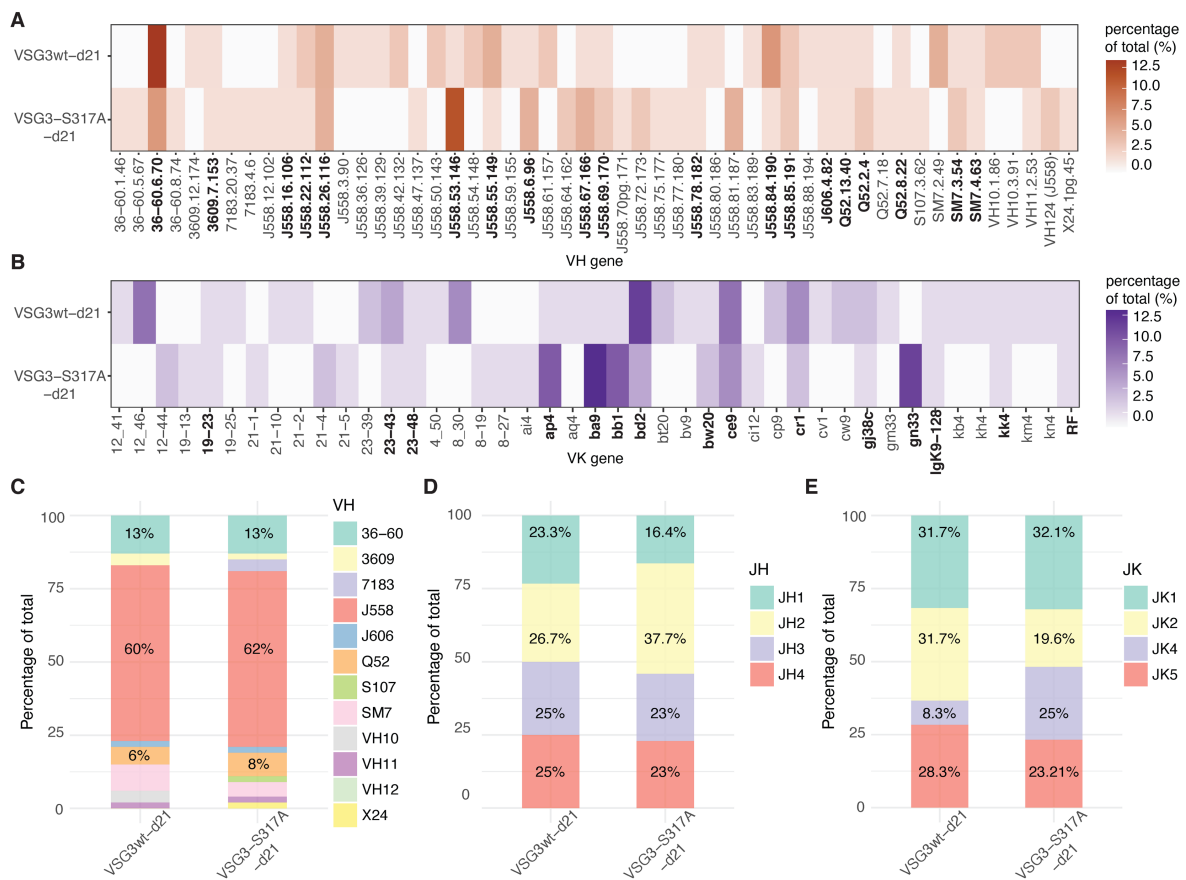 A
VSG3wt−d21
VSG3−S317A
−d21
percentage
of total (%)
12.5
10.0
7.5
5.0
2.5
0.0
36−60.1.46
36−60.5.67
36−60.6.70
36−60.8.74
3609.12.174
3609.7.153
7183.20.37
7183.4.6
J558.12.102
J558.16.106
J558.22.112
J558.26.116
J558.3.90
J558.36.126
J558.39.129
J558.42.132
J558.47.137
J558.50.143
J558.53.146
J558.54.148
J558.55.149
J558.59.155
J558.6.96
J558.61.157
J558.64.162
J558.67.166
J558.69.170
J558.70pg.171
J558.72.173
J558.75.177
J558.77.180
J558.78.182
J558.80.186
J558.81.187
J558.83.189
J558.84.190
J558.85.191
J558.88.194
J606.4.82
Q52.13.40
Q52.2.4
Q52.7.18
Q52.8.22
S107.3.62
SM7.2.49
SM7.3.54
SM7.4.63
VH10.1.86
VH10.3.91
VH11.2.53
VH124 (J558)
X24.1pg.45
VH gene
B
VSG3wt−d21
VSG3−S317A
−d21
percentage
of total (%)
12.5
10.0
7.5
5.0
2.5
0.0
12_41
12_46
12−44
19−13
19−23
19−25
21−1
21−10
21−2
21−4
21−5
23−39
23−43
23−48
4_50
8_30
8−19
8−27
ai4
ap4
aq4
ba9
bb1
bd2
bt20
bv9
bw20
ce9
ci12
cp9
cr1
cv1
cw9
gj38c
gm33
gn33
IgK9−128
kb4
kh4
kk4
km4
kn4
RF
VK gene
C
Percentage of total
100
75
50
25
0
13%
60%
6%
13%
62%
8%
VSG3wt−d21
VSG3−S317A
−d21
VH
36−60
3609
7183
J558
J606
Q52
S107
SM7
VH10
VH11
VH12
X24
D
Percentage of total
100
75
50
25
0
23.3%
26.7%
25%
25%
16.4%
37.7%
23%
23%
VSG3wt−d21
VSG3−S317A
−d21
JH
JH1
JH2
JH3
JH4
E
Percentage of total
100
75
50
25
0
31.7%
31.7%
8.3%
28.3%
32.1%
19.6%
25%
23.21%
VSG3wt−d21
VSG3−S317A
−d21
JK
JK1
JK2
JK4
JK5